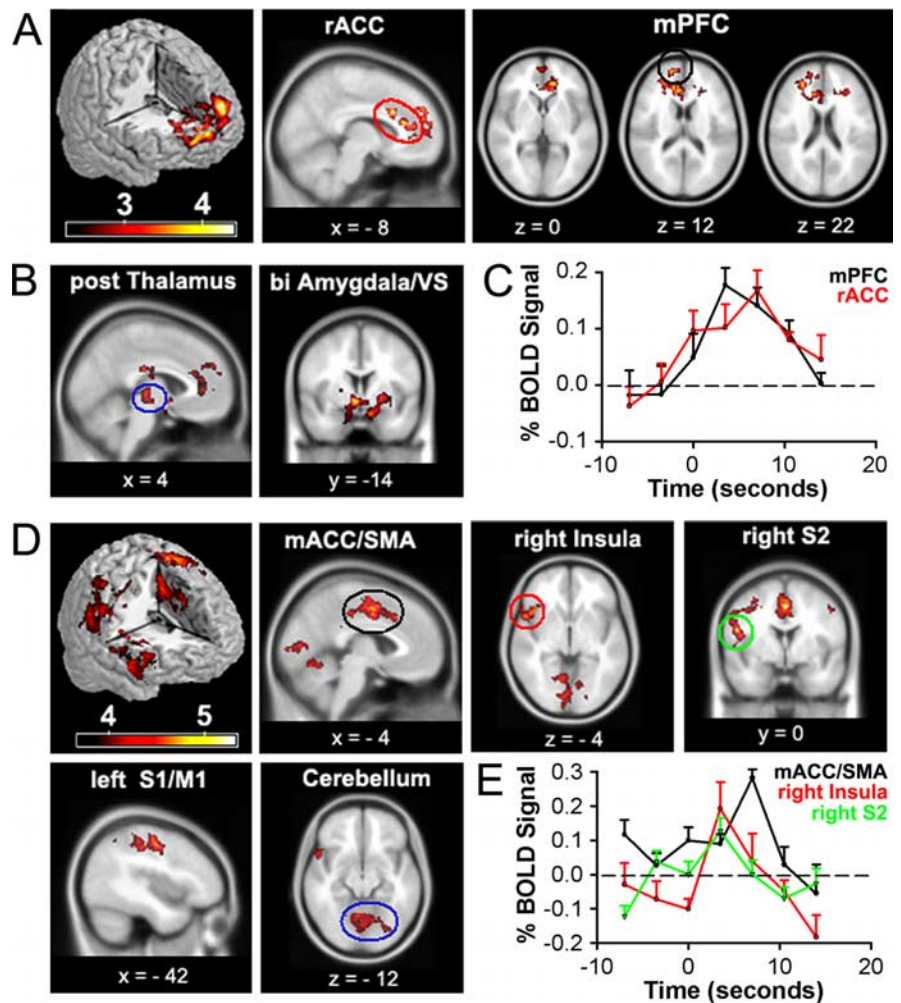 A
rACC
mPFC
3 4
x = - 8
z = 0
z = 12
z = 22
B
post Thalamus
bi Amygdala/VS
x = 4
y = -14
C
mPFC
rACC
% BOLD Signal
0.2
0.1
0.0
-0.1
-10 0 10 20
Time (seconds)
D
mACC/SMA
right Insula
right S2
4 5
x = - 4
z = - 4
y = 0
left S1/M1
Cerebellum
x = - 42
z = - 12
E
mACC/SMA
right Insula
right S2
% BOLD Signal
0.3
0.2
0.1
0.0
-0.1
-0.2
-10 0 10 20
Time (seconds)